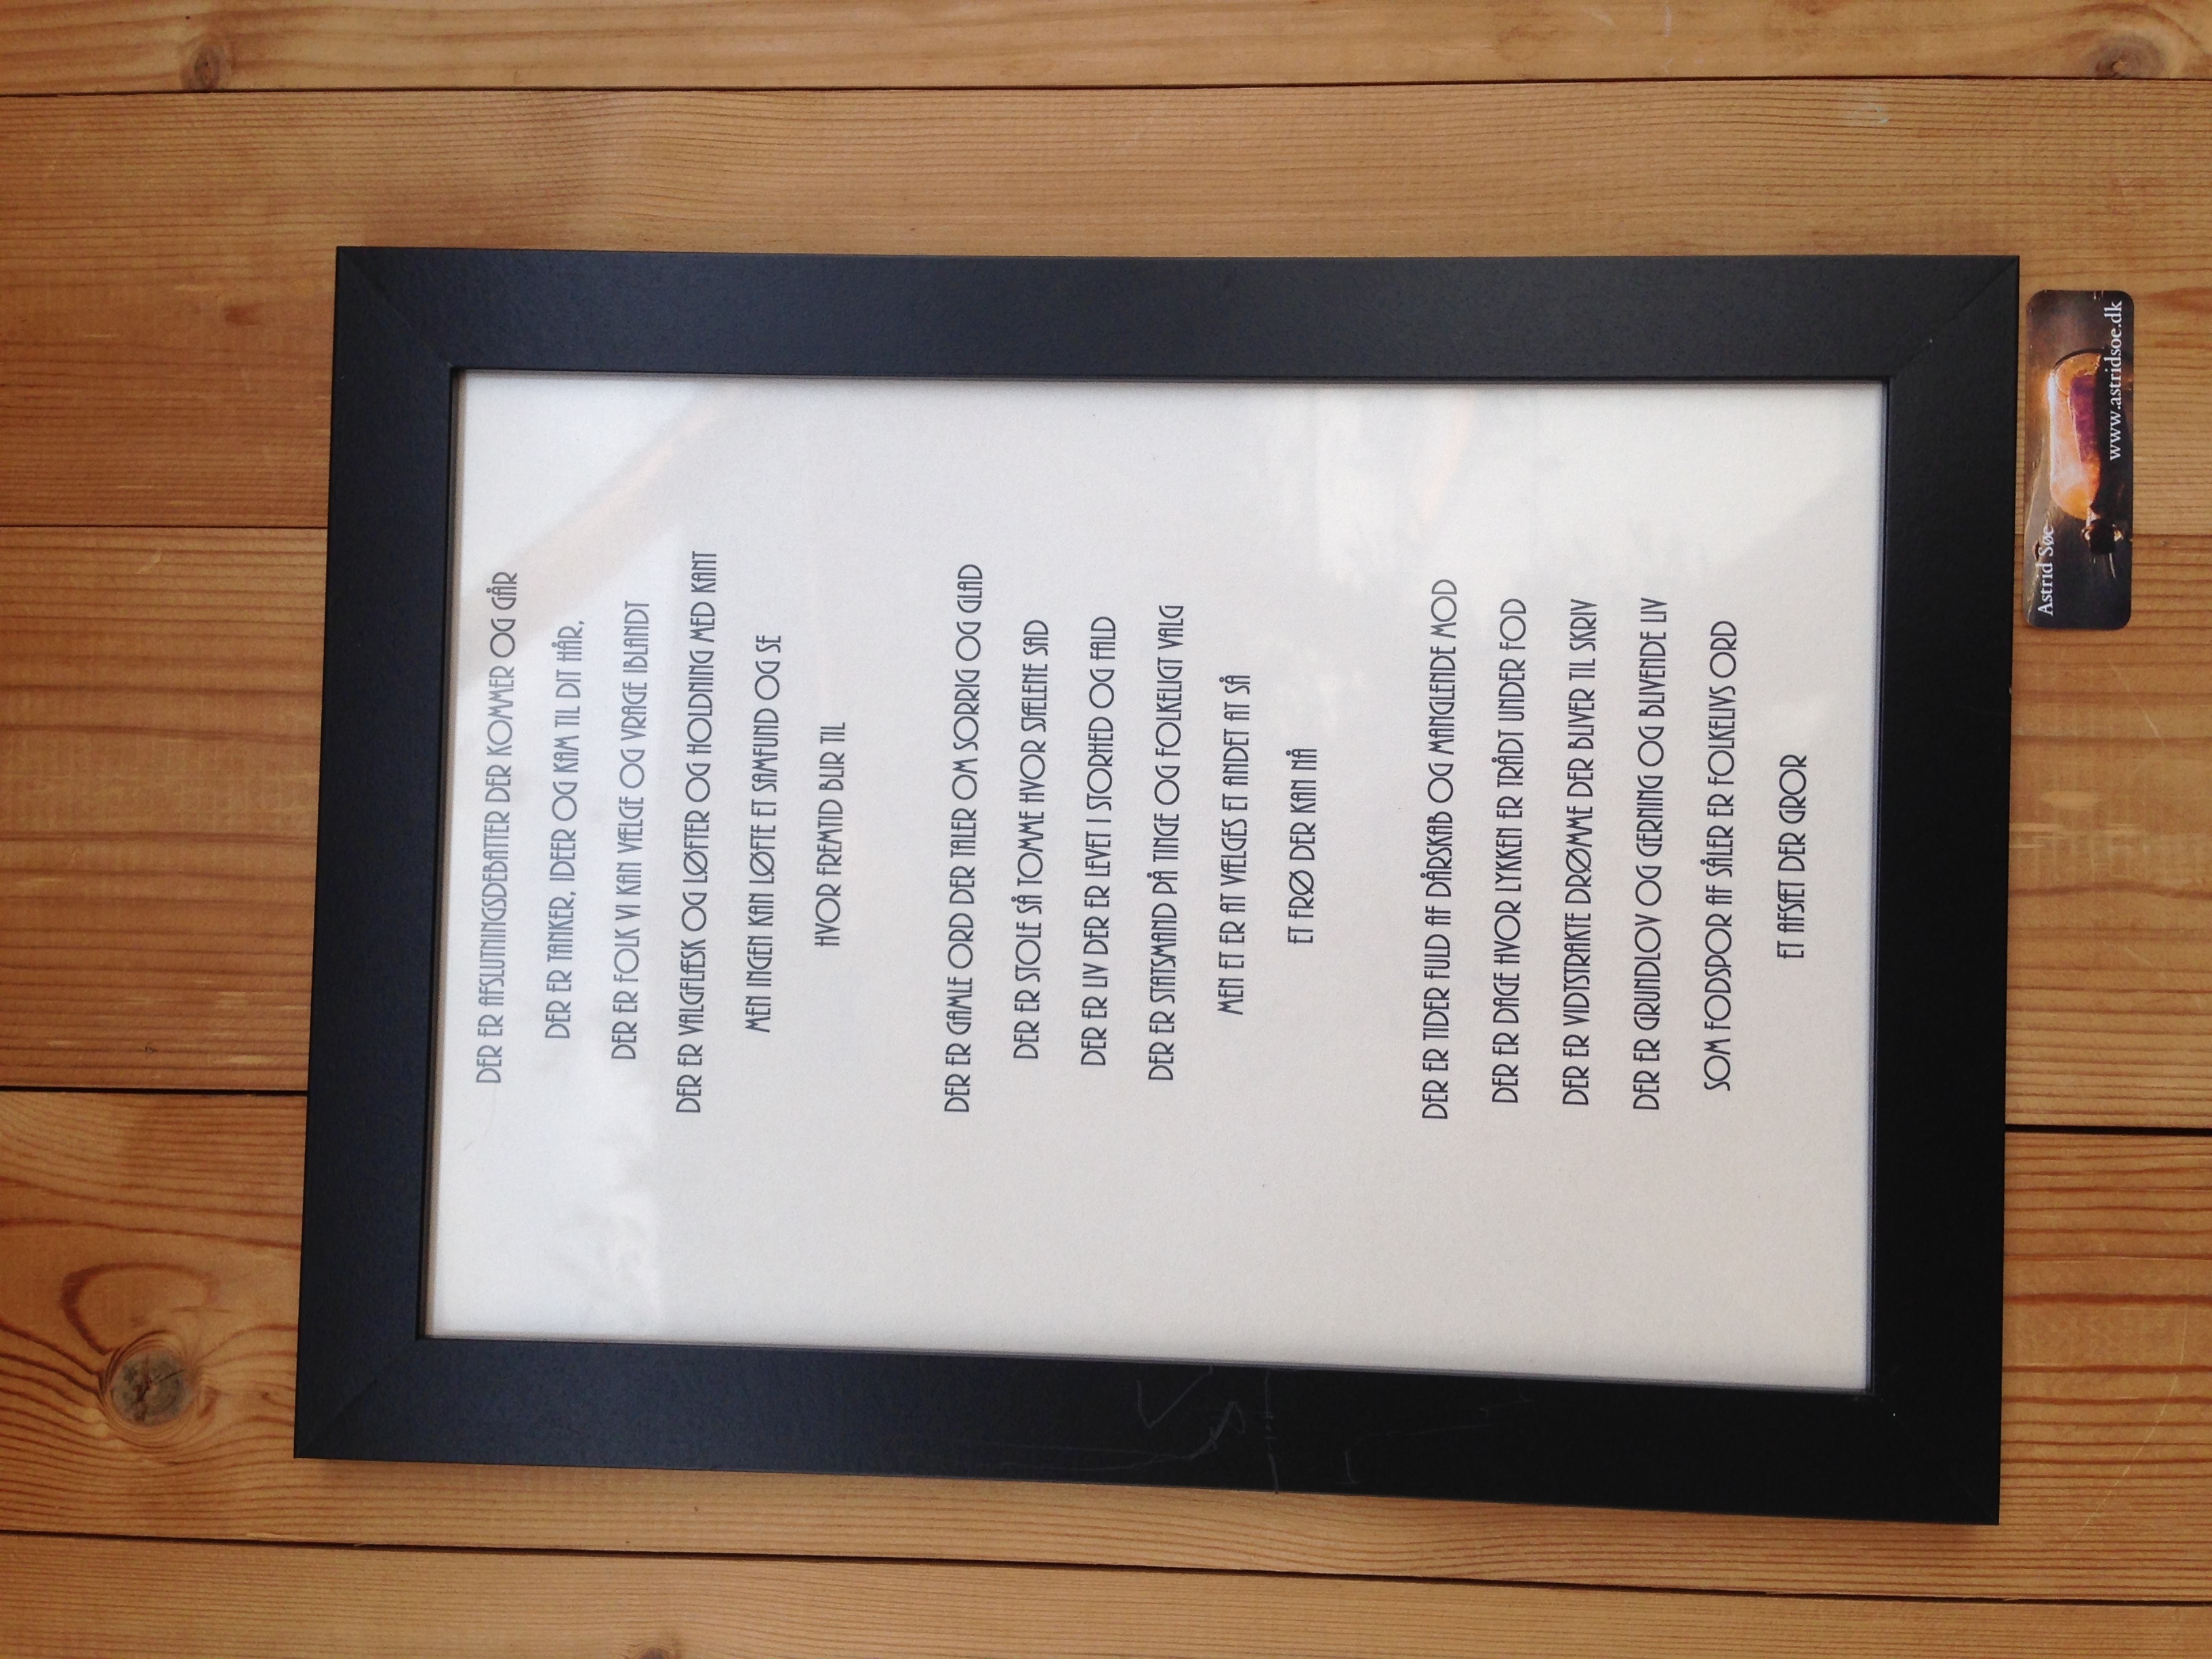 DER ER AFSLUTNINGSDEBATTER DER KOMMER OG GÅR
DER ER TANKER, IDEER OG KAM TIL DIT HÅR,
DER ER FOLK VI KAN VÆLGE OG VRAGE IBLANDT
DER ER VALGFLÆSK OG LØFTER OG HOLDNING MED KANT
MEN INGEN KAN LØFTE ET SAMFUND OG SE
HVOR FREMTID BLIR TIL
DER ER GAMLE ORD DER TALER OM SORRIG OG GLAD
DER ER STOLE SÅ TOMME HVOR SJÆLENE SAD
DER ER LIV DER ER LEVET I STORHED OG FALD
DER ER STATSMAND PÅ TINGE OG FOLKELIGT VALG
MEN ET ER AT VÆLGES ET ANDET AT SÅ
ET FRØ DER KAN NÅ
DER ER TIDER FULD AF DÅRSKAB OG MANGLENDE MOD
DER ER DAGE HVOR LYKKEN ER TRÅDT UNDER FOD
DER ER VIDTSTRAKTE DRØMME DER BLIVER TIL SKRIV
DER ER GRUNDLOV OG GERNING OG BLIVENDE LIV
SOM FODSPOR AF SÅLER ER FOLKELIVS ORD
ET AFSÆT DER GROR
Astrid Søe
www.astridsoe.dk